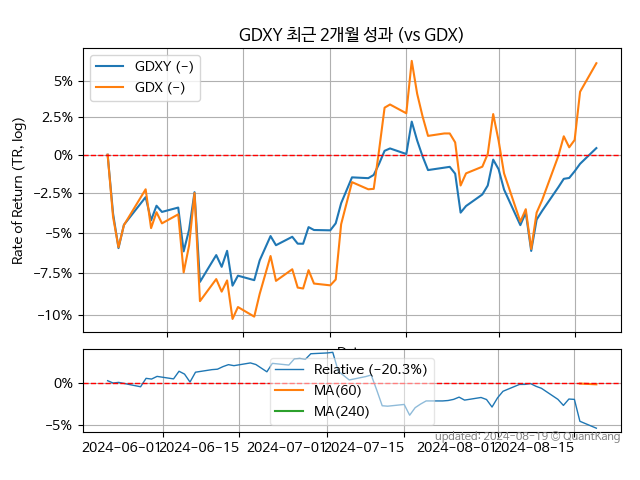 GDXY 최근 2개월 성과 (vs GDX)
GDXY (-)
GDX (-)
Rate of Return (TR, log)
5%
2.5%
0%
−2.5%
−5%
−7.5%
−10%
Relative (-20.3%)
MA(60)
MA(240)
0%
−5%
updated: 2024-08-19 © QuantKang
2024-06-01
2024-06-15
2024-07-01
2024-07-15
2024-08-01
2024-08-15